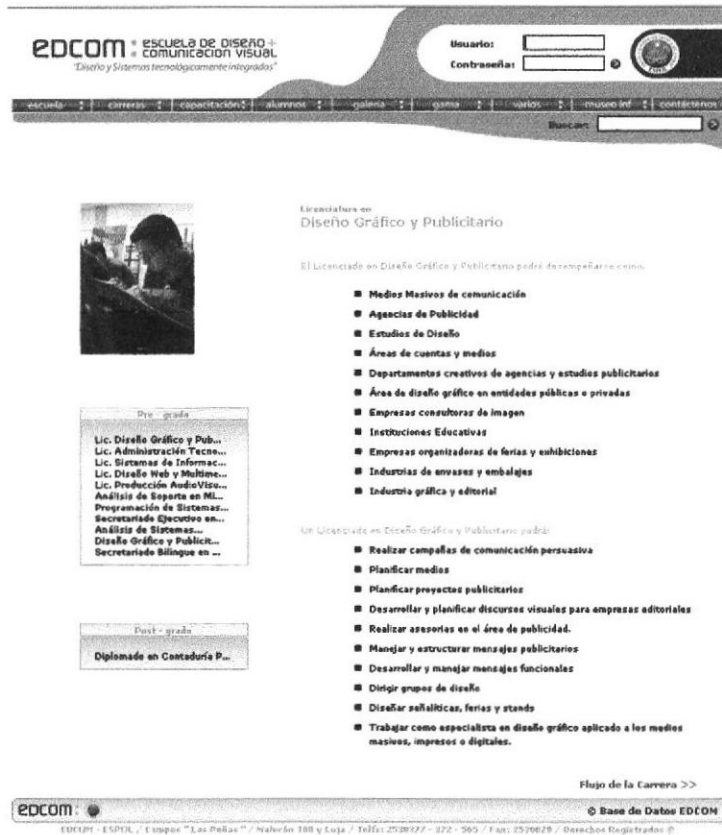 EDCOM: ESCUELA DE DISEÑO + COMUNICACION VISUAL
"Diseño y Sistemas tecnológicamente integrados"
Usuario:
Contraseña:
escuela carreras capacitación alumnos galeria gama varios museo inf contáctenos
Buscar:
Licenciatura en
Diseño Gráfico y Publicitario
El Licenciado en Diseño Gráfico y Publicitario podrá desempeñarse como:
Medios Masivos de comunicación
Agencias de Publicidad
Estudios de Diseño
Áreas de cuentas y medios
Departamentos creativos de agencias y estudios publicitarios
Área de diseño gráfico en entidades públicas o privadas
Empresas consultoras de imagen
Instituciones Educativas
Empresas organizadoras de ferias y exhibiciones
Industrias de envases y embalajes
Industria gráfica y editorial
Un Licenciado en Diseño Gráfico y Publicitario podrá:
Realizar campañas de comunicación persuasiva
Planificar medios
Planificar proyectos publicitarios
Desarrollar y planificar discursos visuales para empresas editoriales
Realizar asesorias en el área de publicidad.
Manejar y estructurar mensajes publicitarios
Desarrollar y manejar mensajes funcionales
Dirigir grupos de diseño
Diseñar señalíticas, ferias y stands
Trabajar como especialista en diseño gráfico aplicado a los medios
masivos, impresos o digitales.
Pre - grado
Lic. Diseño Gráfico y Pub...
Lic. Administración Tecno...
Lic. Sistemas de Informac...
Lic. Diseño Web y Multime...
Lic. Producción AudioVisu...
Análisis de Soporte en Mi...
Programación de Sistemas...
Secretariado Ejecutivo en...
Análisis de Sistemas...
Diseño Gráfico y Publicit...
Secretariado Bilingue en ...
Post - grado
Diplomado en Contaduría P...
Flujo de la Carrera >>
EDCOM:
© Base de Datos EDCOM
EDCOM - ESPOL / Campus "Las Peñas" / Malecón 100 y Loja / Telfs: / Fax: / Derechos Registrados ©